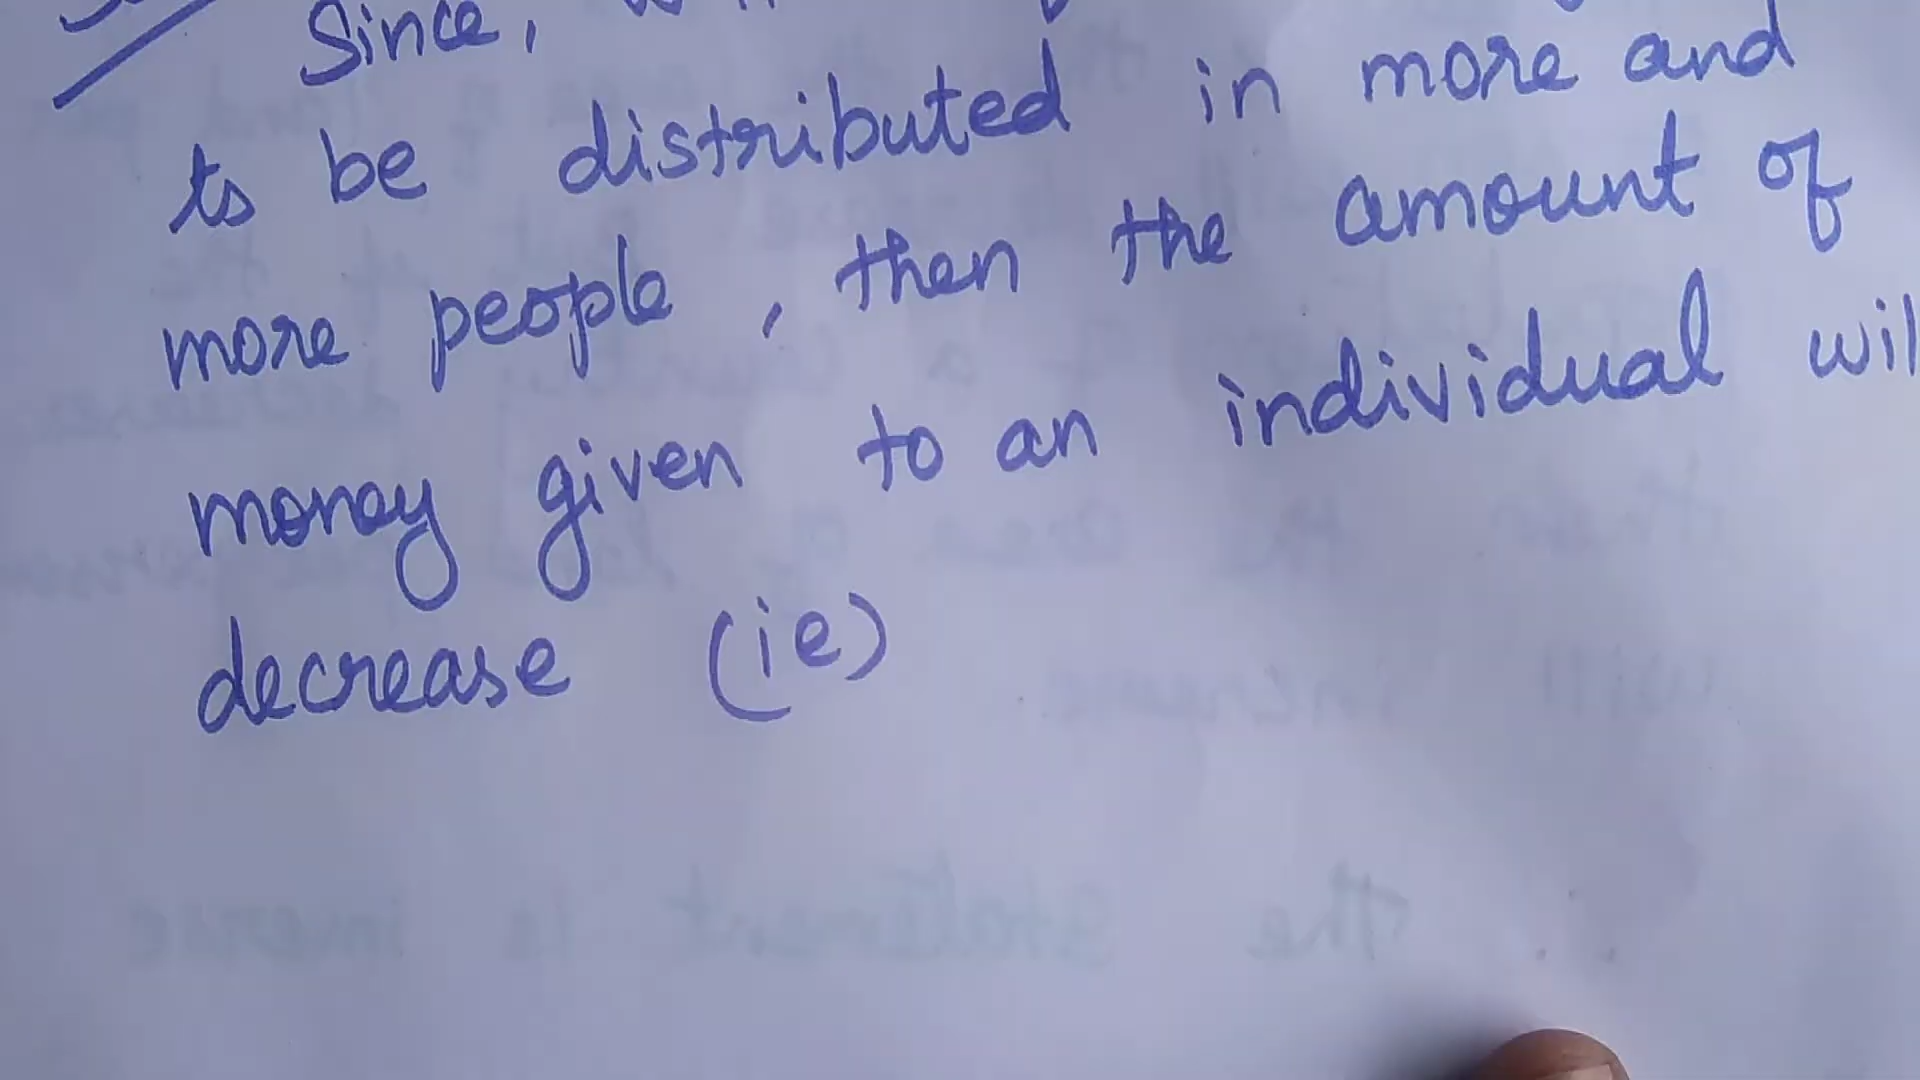 Since,
to be distributed in more and
more people, then the amount of
money given to an individual wil
decrease (ie)